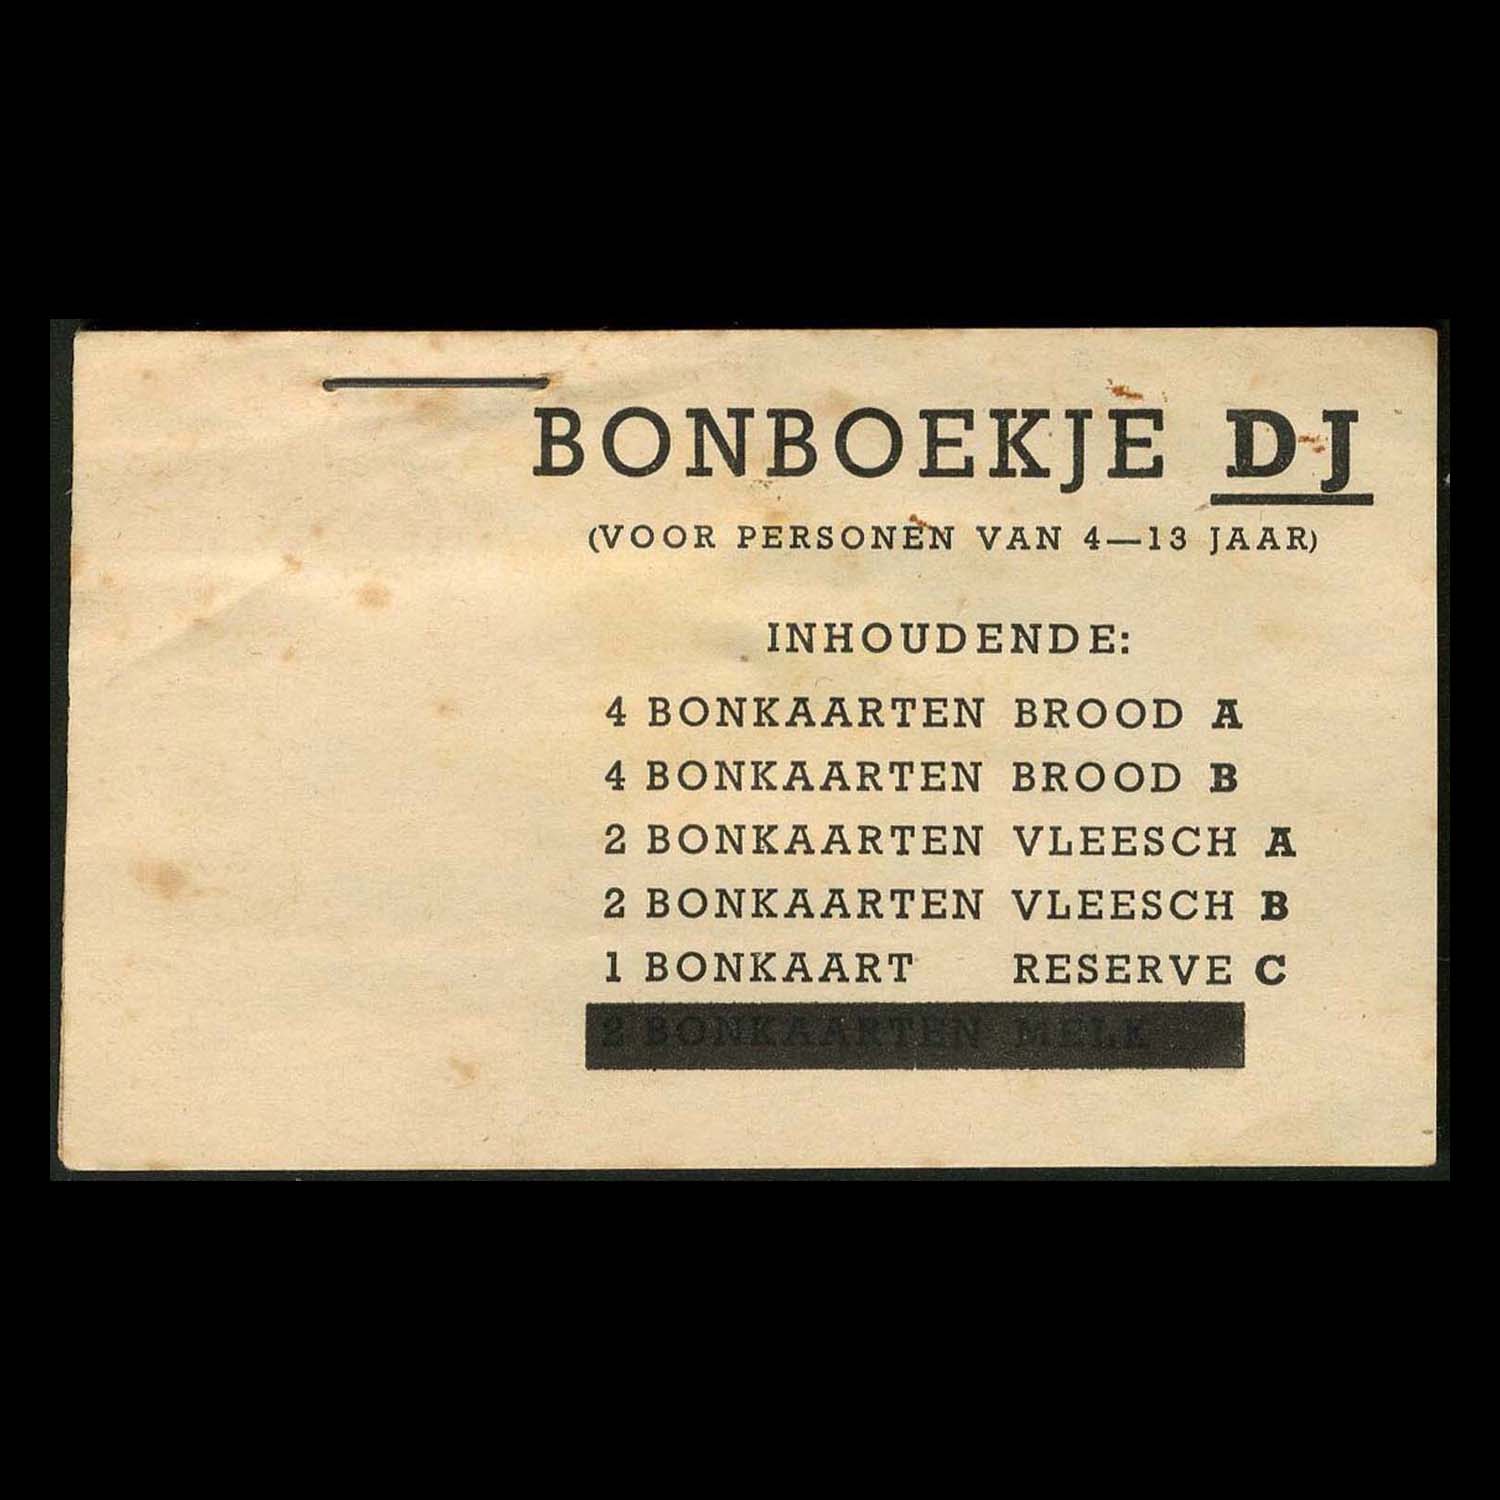 BONBOEKJE DJ
(VOOR PERSONEN VAN 4—13 JAAR)
INHOUDENDE:
4 BONKAARTEN BROOD A
4 BONKAARTEN BROOD B
2 BONKAARTEN VLEESCH A
2 BONKAARTEN VLEESCH B
1 BONKAART RESERVE C
2 BONKAARTEN MELK